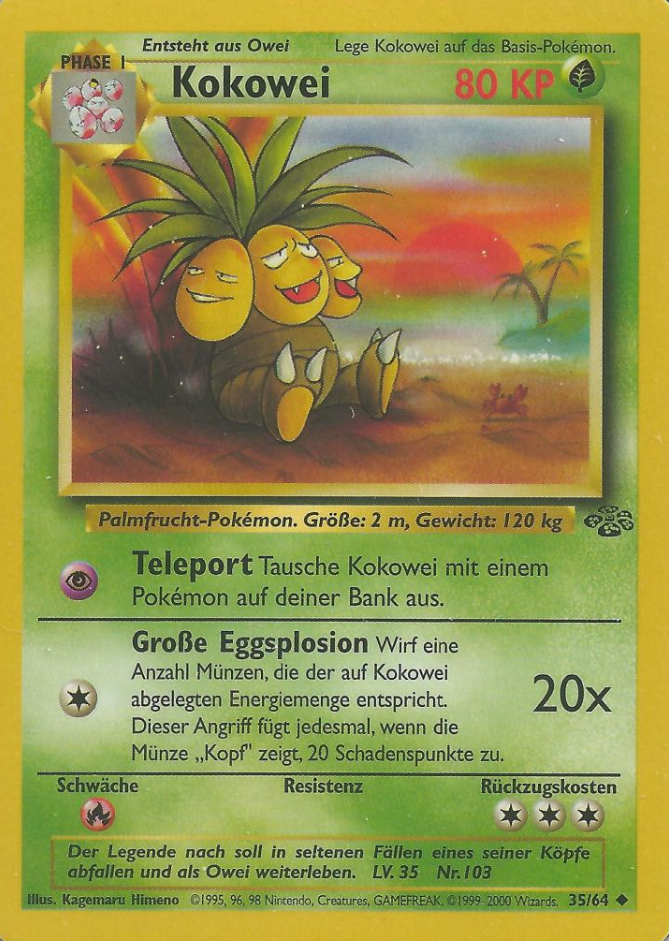 Entsteht aus Owei
Lege Kokowei auf das Basis-Pokémon.
PHASE 1
Kokowei
80 KP
Palmfrucht-Pokémon. Größe: 2 m, Gewicht: 120 kg
Teleport Tausche Kokowei mit einem
Pokémon auf deiner Bank aus.
Große Eggsplosion Wirf eine
Anzahl Münzen, die der auf Kokowei
abgelegten Energiemenge entspricht.
Dieser Angriff fügt jedesmal, wenn die
Münze „Kopf" zeigt, 20 Schadenspunkte zu.
20x
Schwäche
Resistenz
Rückzugskosten
Der Legende nach soll in seltenen Fällen eines seiner Köpfe
abfallen und als Owei weiterleben. LV. 35 Nr. 103
Illus. Kagemaru Himeno ©1995, 96, 98 Nintendo, Creatures, GAMEFREAK. ©1999-2000 Wizards. 35/64